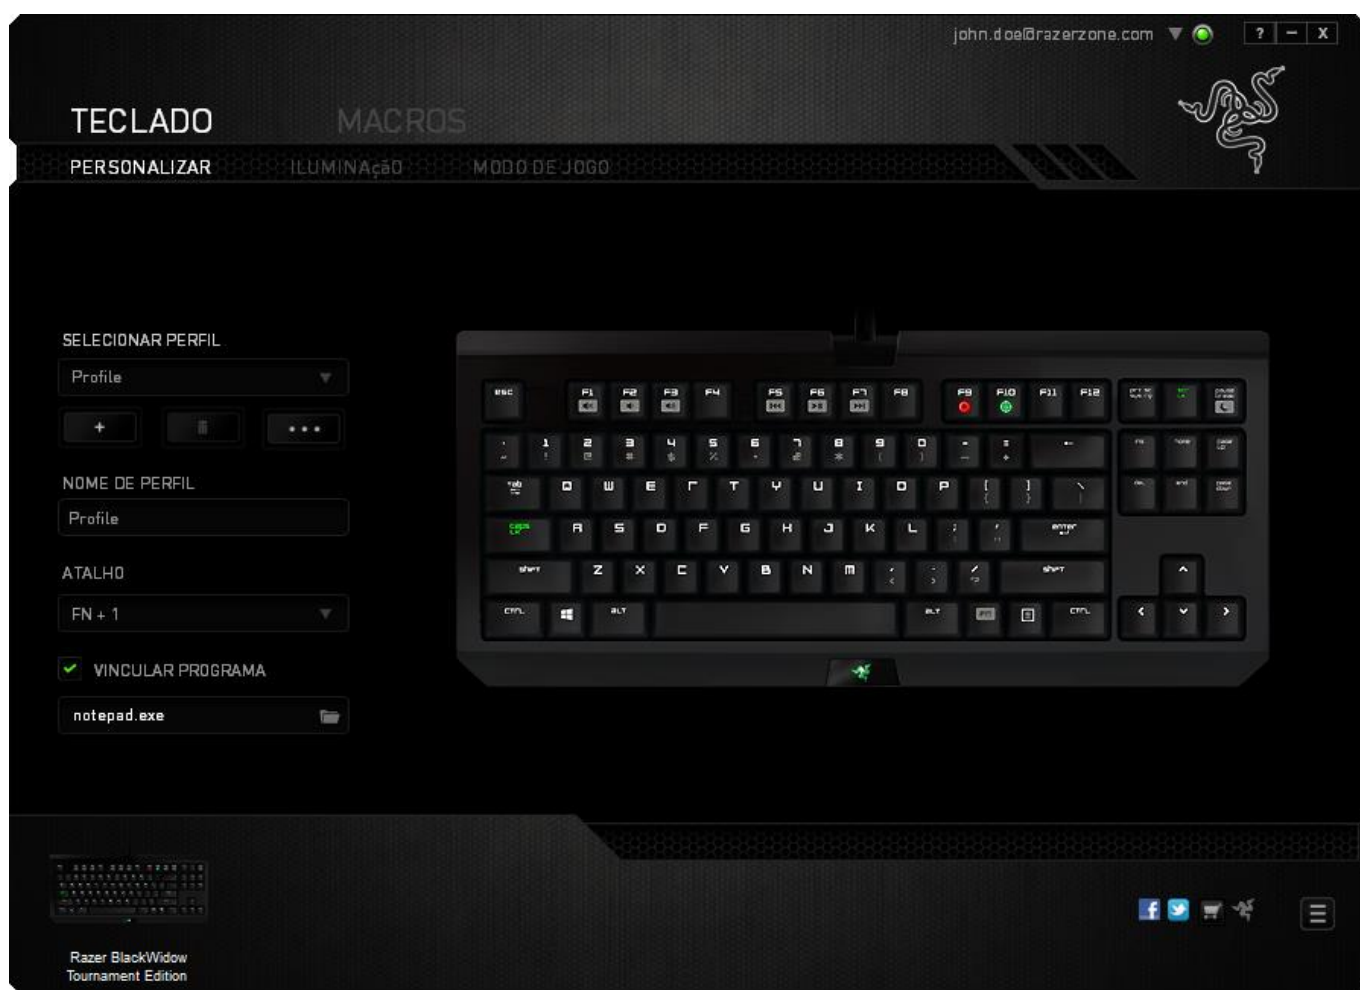 john.doe@razerzone.com
? – X
TECLADO MACROS
PERSONALIZAR ILUMINAção MODO DE JOGO
SELECIONAR PERFIL
Profile
NOME DE PERFIL
Profile
ATALHO
FN + 1
VINCULAR PROGRAMA
notepad.exe
esc F1 F2 F3 F4 F5 F6 F7 F8 F9 F10 F11 F12
1 2 3 4 5 6 7 8 9 0 - =
tab Q W E R T Y U I O P [ ] \
caps A S D F G H J K L ; ' enter
shift Z X C V B N M , . / shift
CTRL ALT ALT FN CTRL
Razer BlackWidow
Tournament Edition